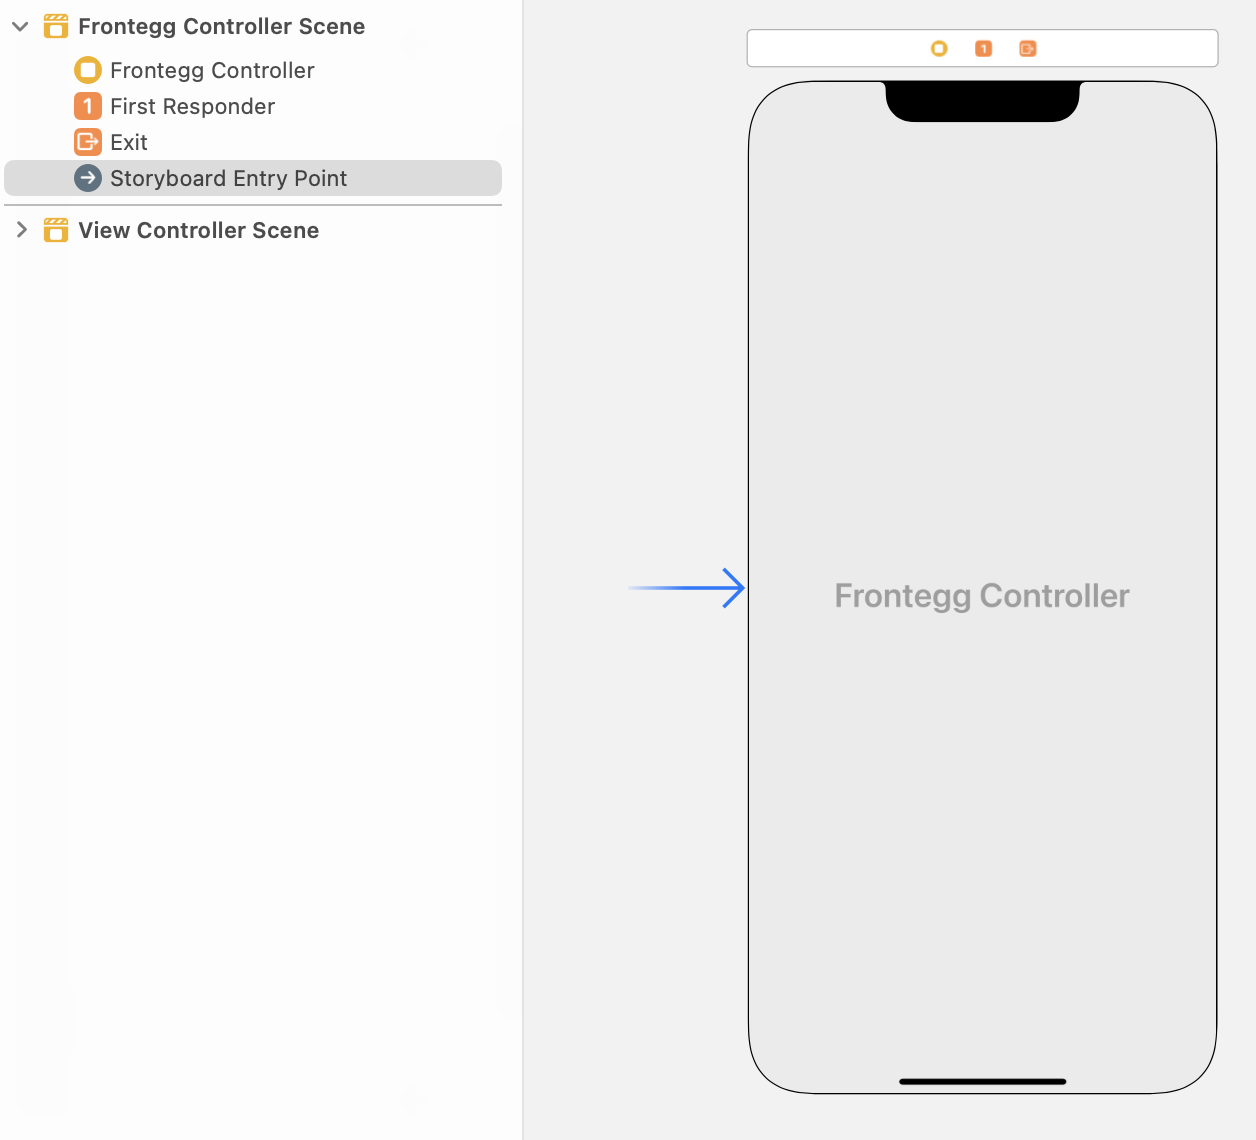 Frontegg Controller Scene
Frontegg Controller
1 First Responder
Exit
Storyboard Entry Point
View Controller Scene
1
Frontegg Controller